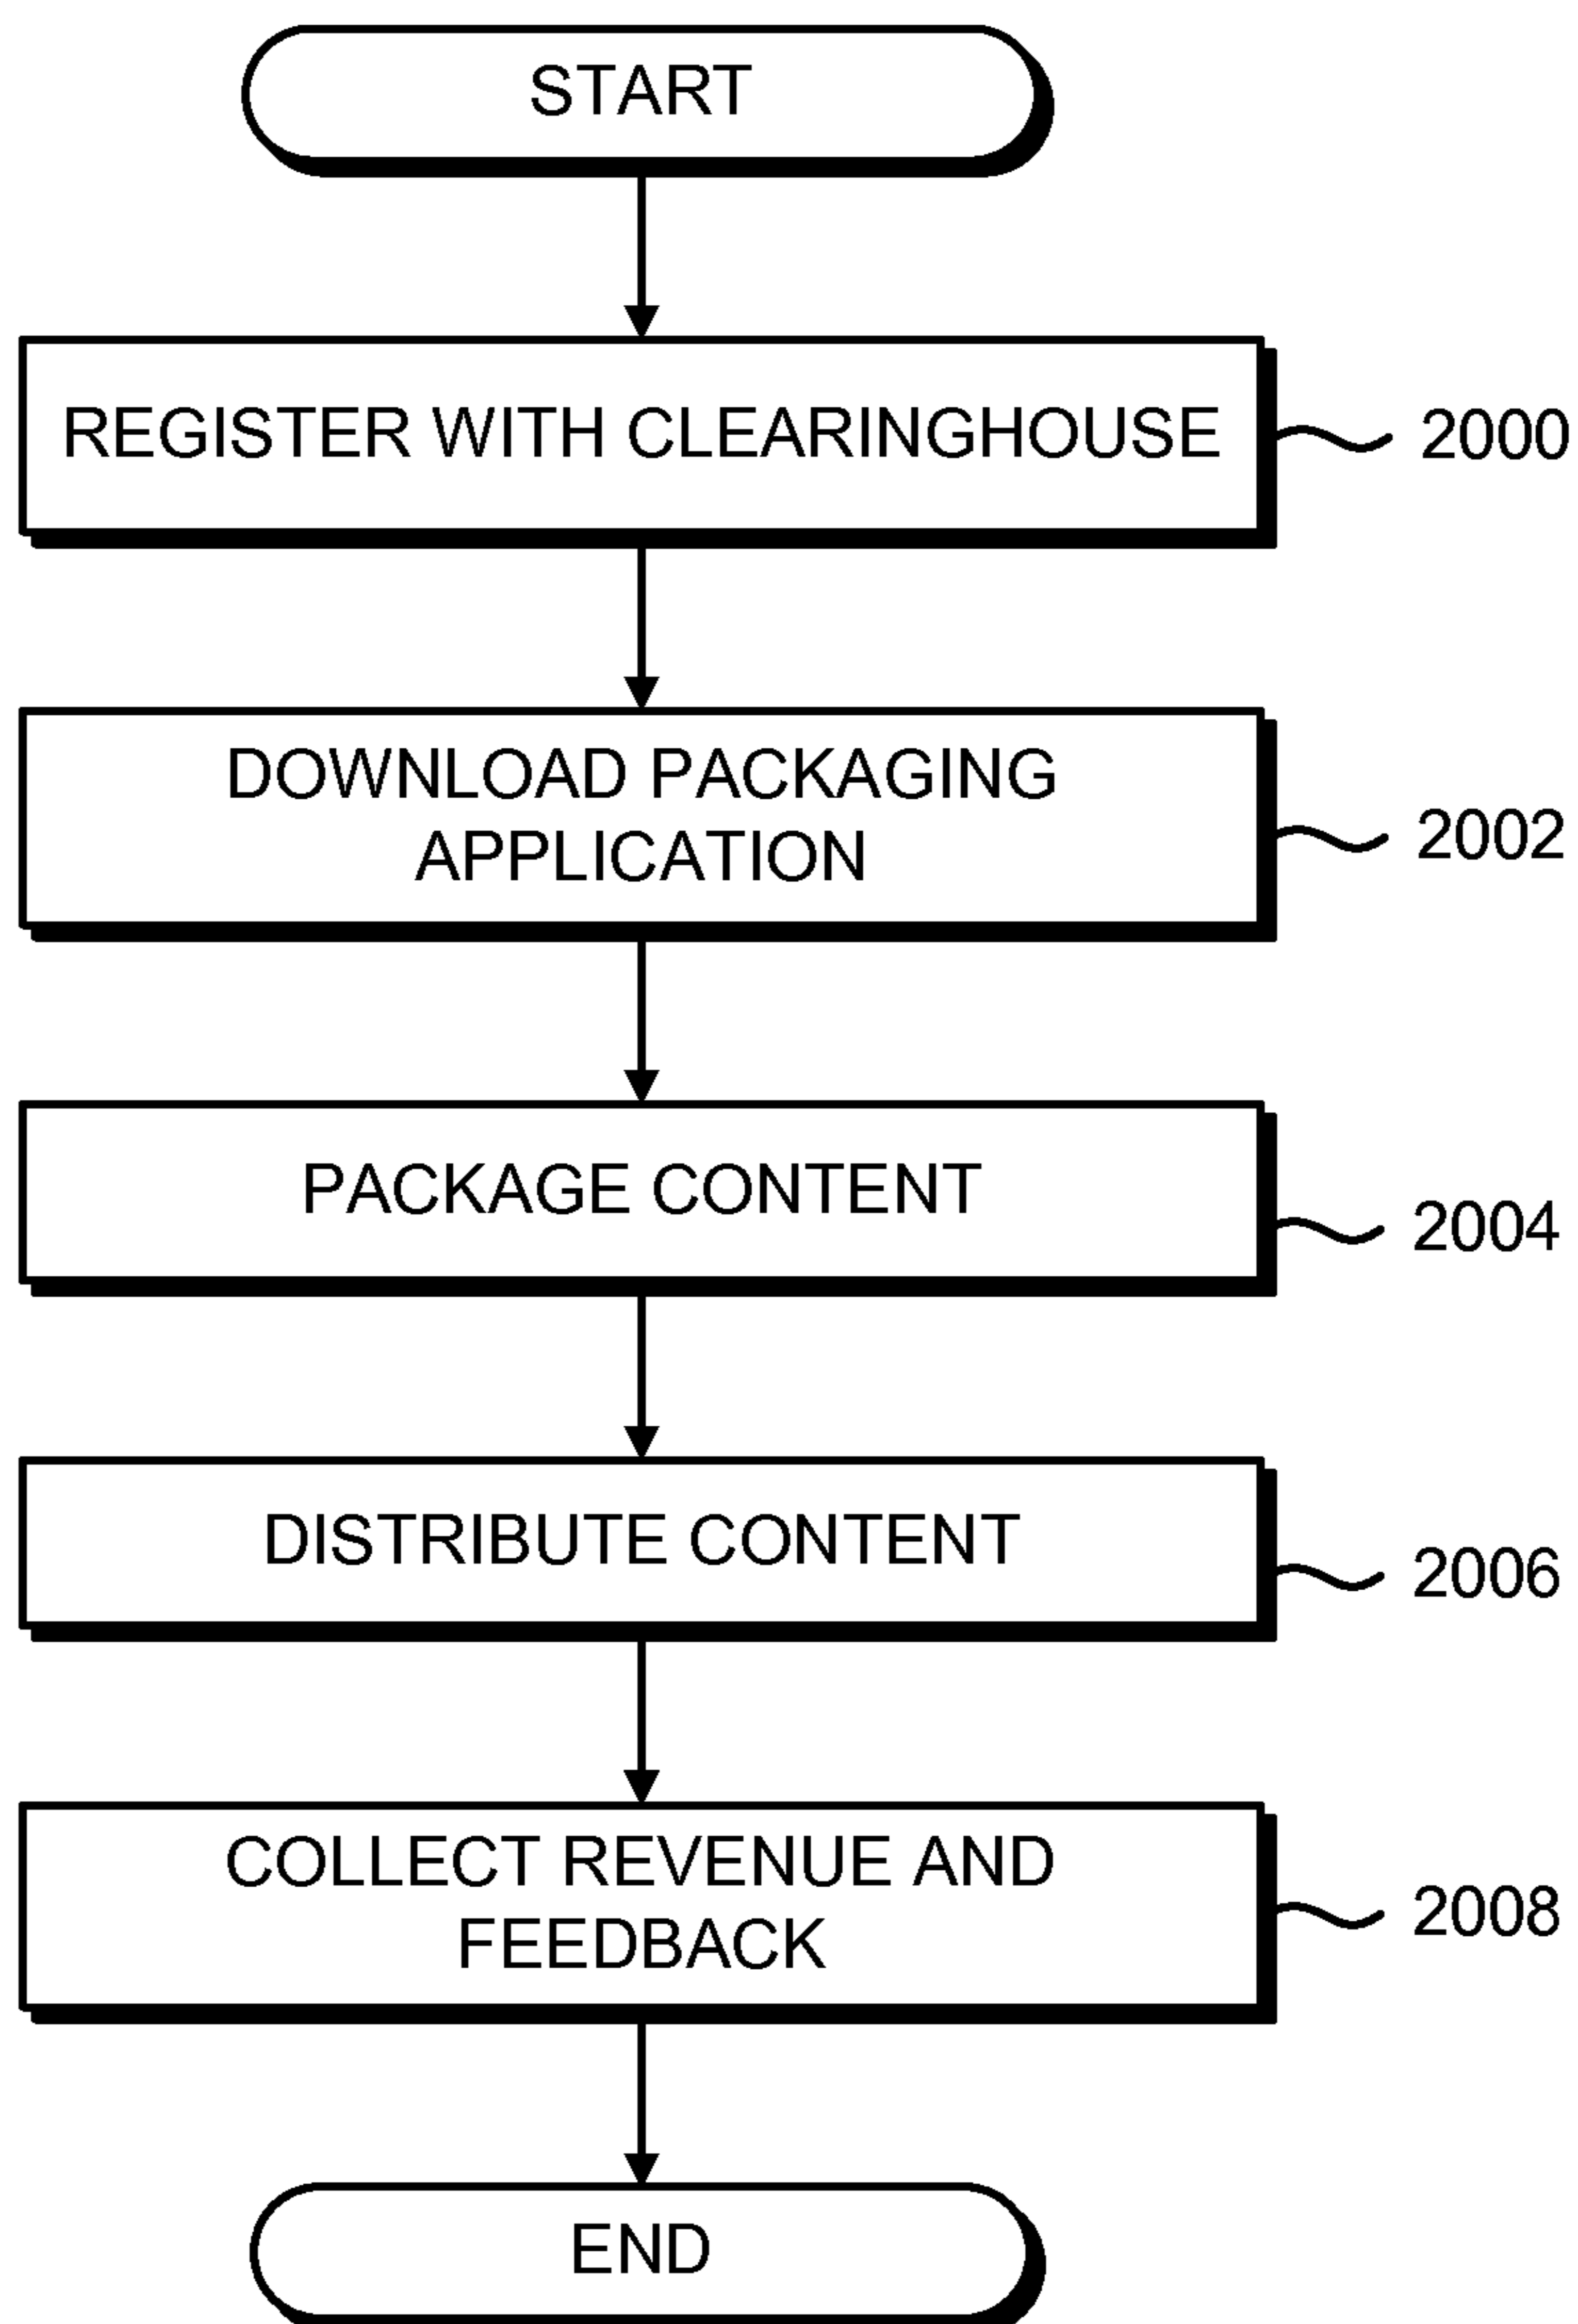 START
REGISTER WITH CLEARINGHOUSE
2000
DOWNLOAD PACKAGING
APPLICATION
2002
PACKAGE CONTENT
2004
DISTRIBUTE CONTENT
2006
COLLECT REVENUE AND
FEEDBACK
2008
END